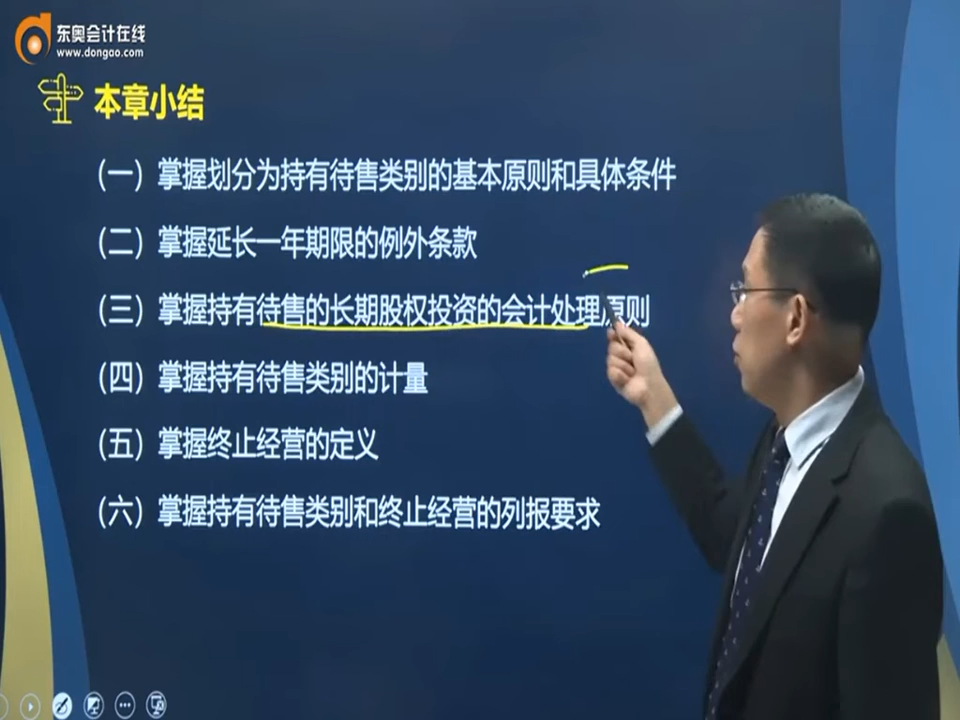 东奥会计在线
www.dongao.com
本章小结
(一) 掌握划分为持有待售类别的基本原则和具体条件
(二) 掌握延长一年期限的例外条款
(三) 掌握持有待售的长期股权投资的会计处理原则
(四) 掌握持有待售类别的计量
(五) 掌握终止经营的定义
(六) 掌握持有待售类别和终止经营的列报要求